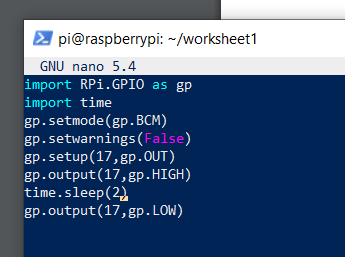 pi@raspberrypi: ~/worksheet1
GNU nano 5.4
import RPi.GPIO as gp
import time
gp.setmode(gp.BCM)
gp.setwarnings(False)
gp.setup(17,gp.OUT)
gp.output(17,gp.HIGH)
time.sleep(2)
gp.output(17,gp.LOW)